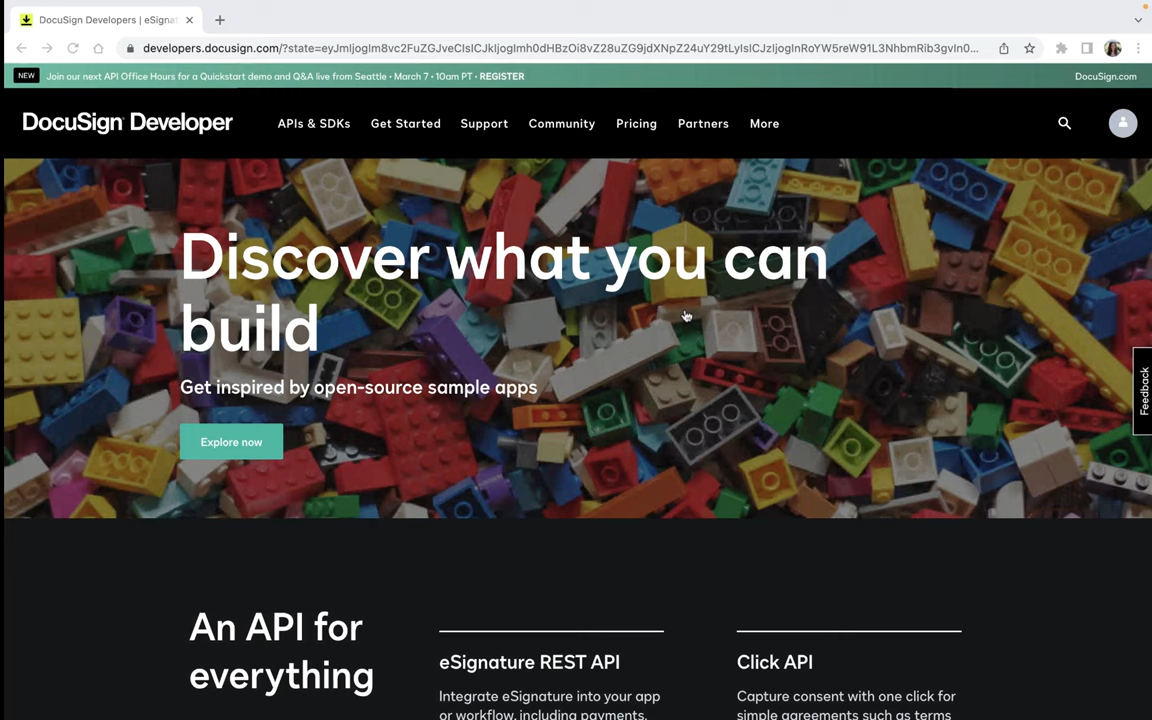 DocuSign Developers | eSigna
developers.docusign.com/?state=
NEW Join our next API Office Hours for a Quickstart demo and Q&A live from Seattle • March 7 • 10am PT • REGISTER DocuSign.com
DocuSign Developer APIs & SDKs Get Started Support Community Pricing Partners More
Discover what you can
build
Get inspired by open-source sample apps
Explore now
Feedback
An API for
everything
eSignature REST API
Integrate eSignature into your app
or workflow, including payments,
Click API
Capture consent with one click for
simple agreements such as terms